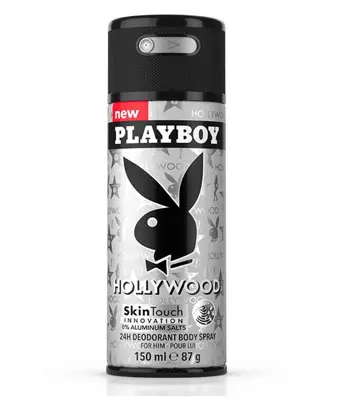 new
HOLLYWOO
PLAYBOY
HOLLYWOOD
SkinTouch
INNOVATION
0% ALUMINUM SALTS
24H DEODORANT BODY SPRAY
FOR HIM - POUR LUI
150 ml ℮ 87 g